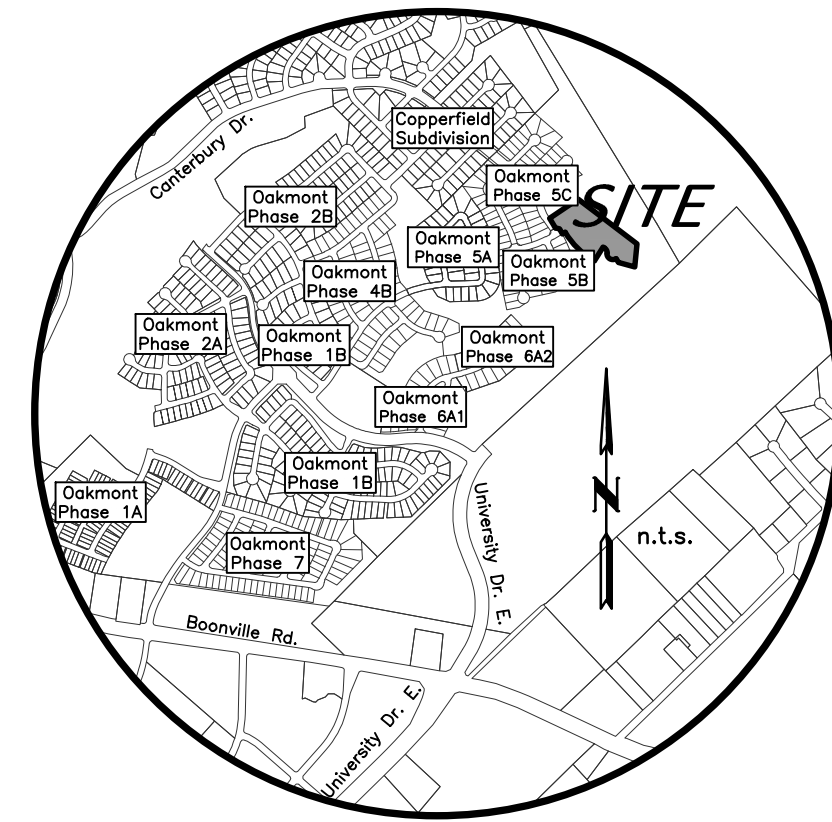 Copperfield
Subdivision
Canterbury Dr.
Oakmont
Phase 5C
SITE
Oakmont
Phase 2B
Oakmont
Phase 5A
Oakmont
Phase 5B
Oakmont
Phase 4B
Oakmont
Phase 2A
Oakmont
Phase 1B
Oakmont
Phase 6A2
Oakmont
Phase 6A1
Oakmont
Phase 1B
Oakmont
Phase 1A
University Dr. E.
N
n.t.s.
Oakmont
Phase 7
Boonville Rd.
University Dr. E.